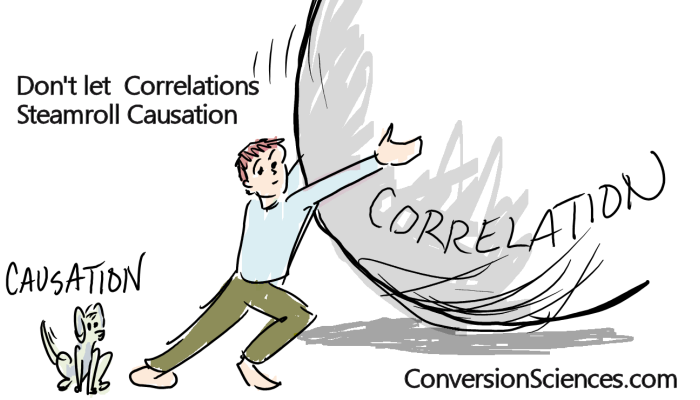 Don't let Correlations
Steamroll Causation
CORRELATION
CAUSATION
ConversionSciences.com